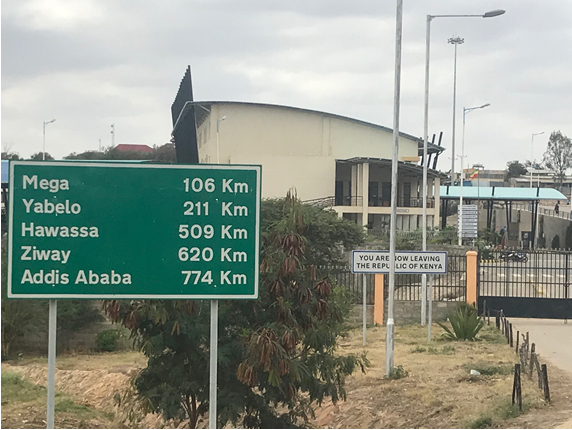 Mega 106 Km
Yabelo 211 Km
Hawassa 509 Km
Ziway 620 Km
Addis Ababa 774 Km
YOU ARE NOW LEAVING
THE REPUBLIC OF KENYA